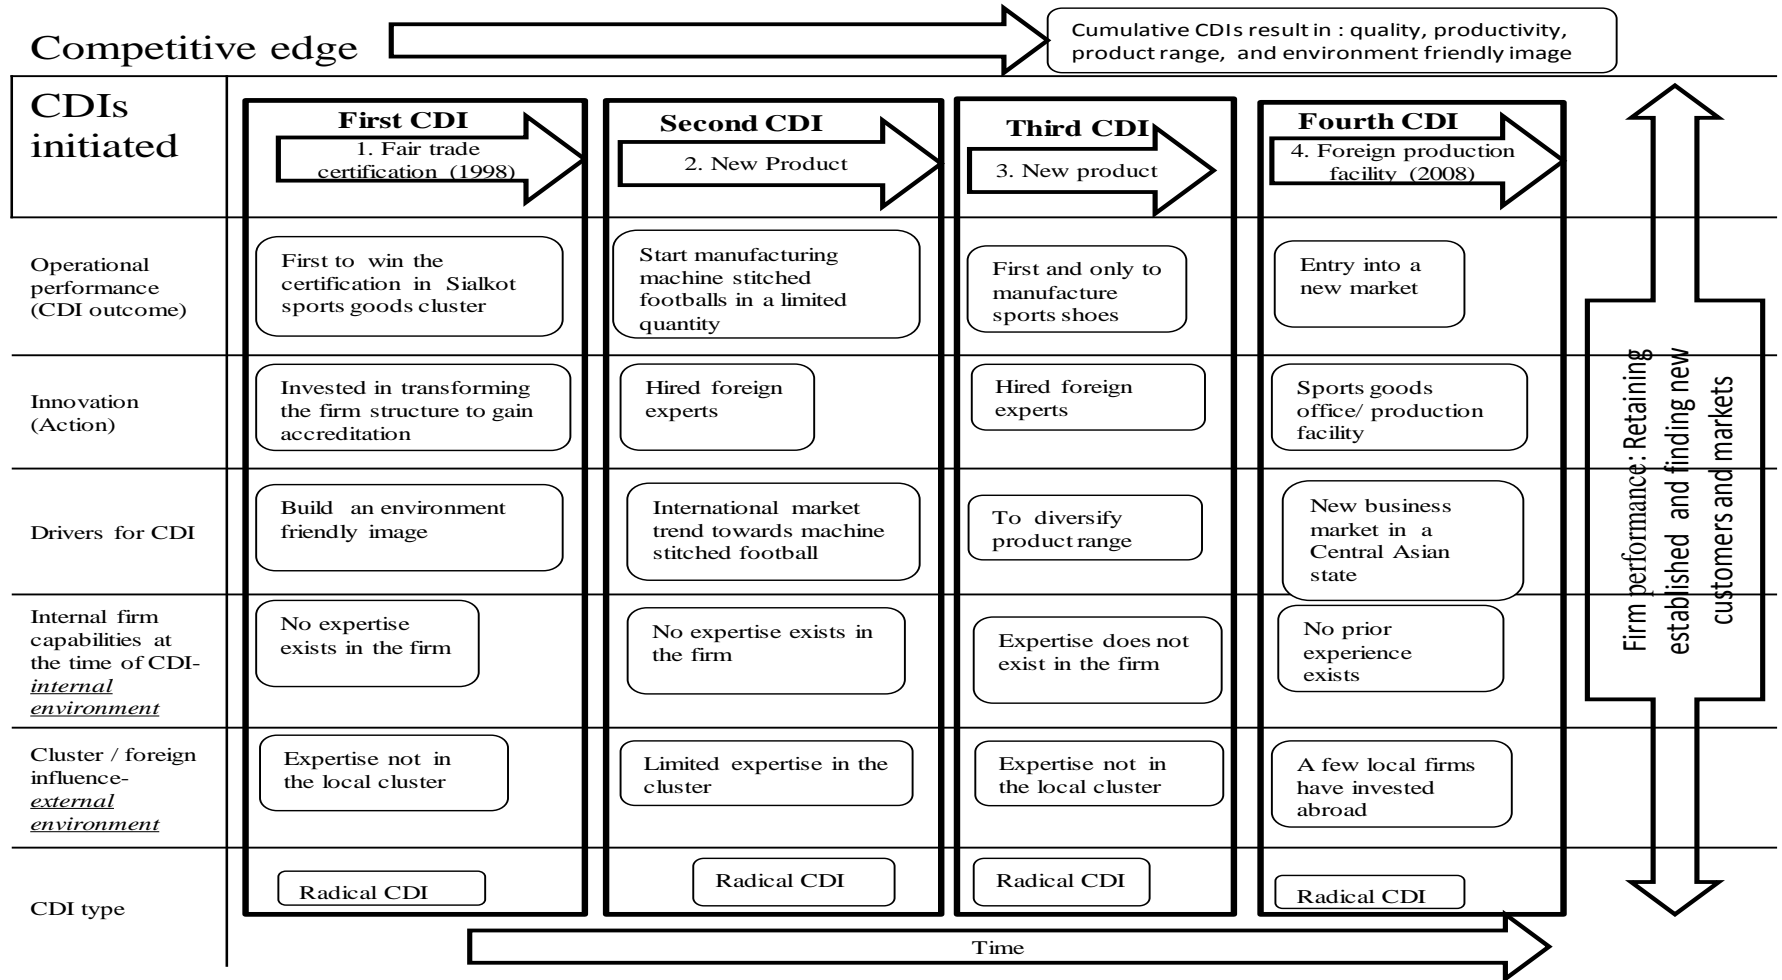 Competitive edge
Cumulative CDIs result in : quality, productivity,
product range, and environment friendly image
CDIs
initiated
First CDI
1. Fair trade
certification (1998)
Second CDI
2. New Product
Third CDI
3. New product
Fourth CDI
4. Foreign production
facility (2008)
Operational
performance
(CDI outcome)
First to win the
certification in Sialkot
sports goods cluster
Start manufacturing
machine stitched
footballs in a limited
quantity
First and only to
manufacture
sports shoes
Entry into a
new market
Innovation
(Action)
Invested in transforming
the firm structure to gain
accreditation
Hired foreign
experts
Hired foreign
experts
Sports goods
office/ production
facility
Drivers for CDI
Build an environment
friendly image
International market
trend towards machine
stitched football
To diversify
product range
New business
market in a
Central Asian
state
Internal firm
capabilities at
the time of CDI-
internal
environment
No expertise
exists in the firm
No expertise exists in
the firm
Expertise does not
exist in the firm
No prior
experience
exists
Cluster / foreign
influence-
external
environment
Expertise not in
the local cluster
Limited expertise in the
cluster
Expertise not in
the local cluster
A few local firms
have invested
abroad
CDI type
Radical CDI
Radical CDI
Radical CDI
Radical CDI
Time
Firm performance: Retaining
established and finding new
customers and markets